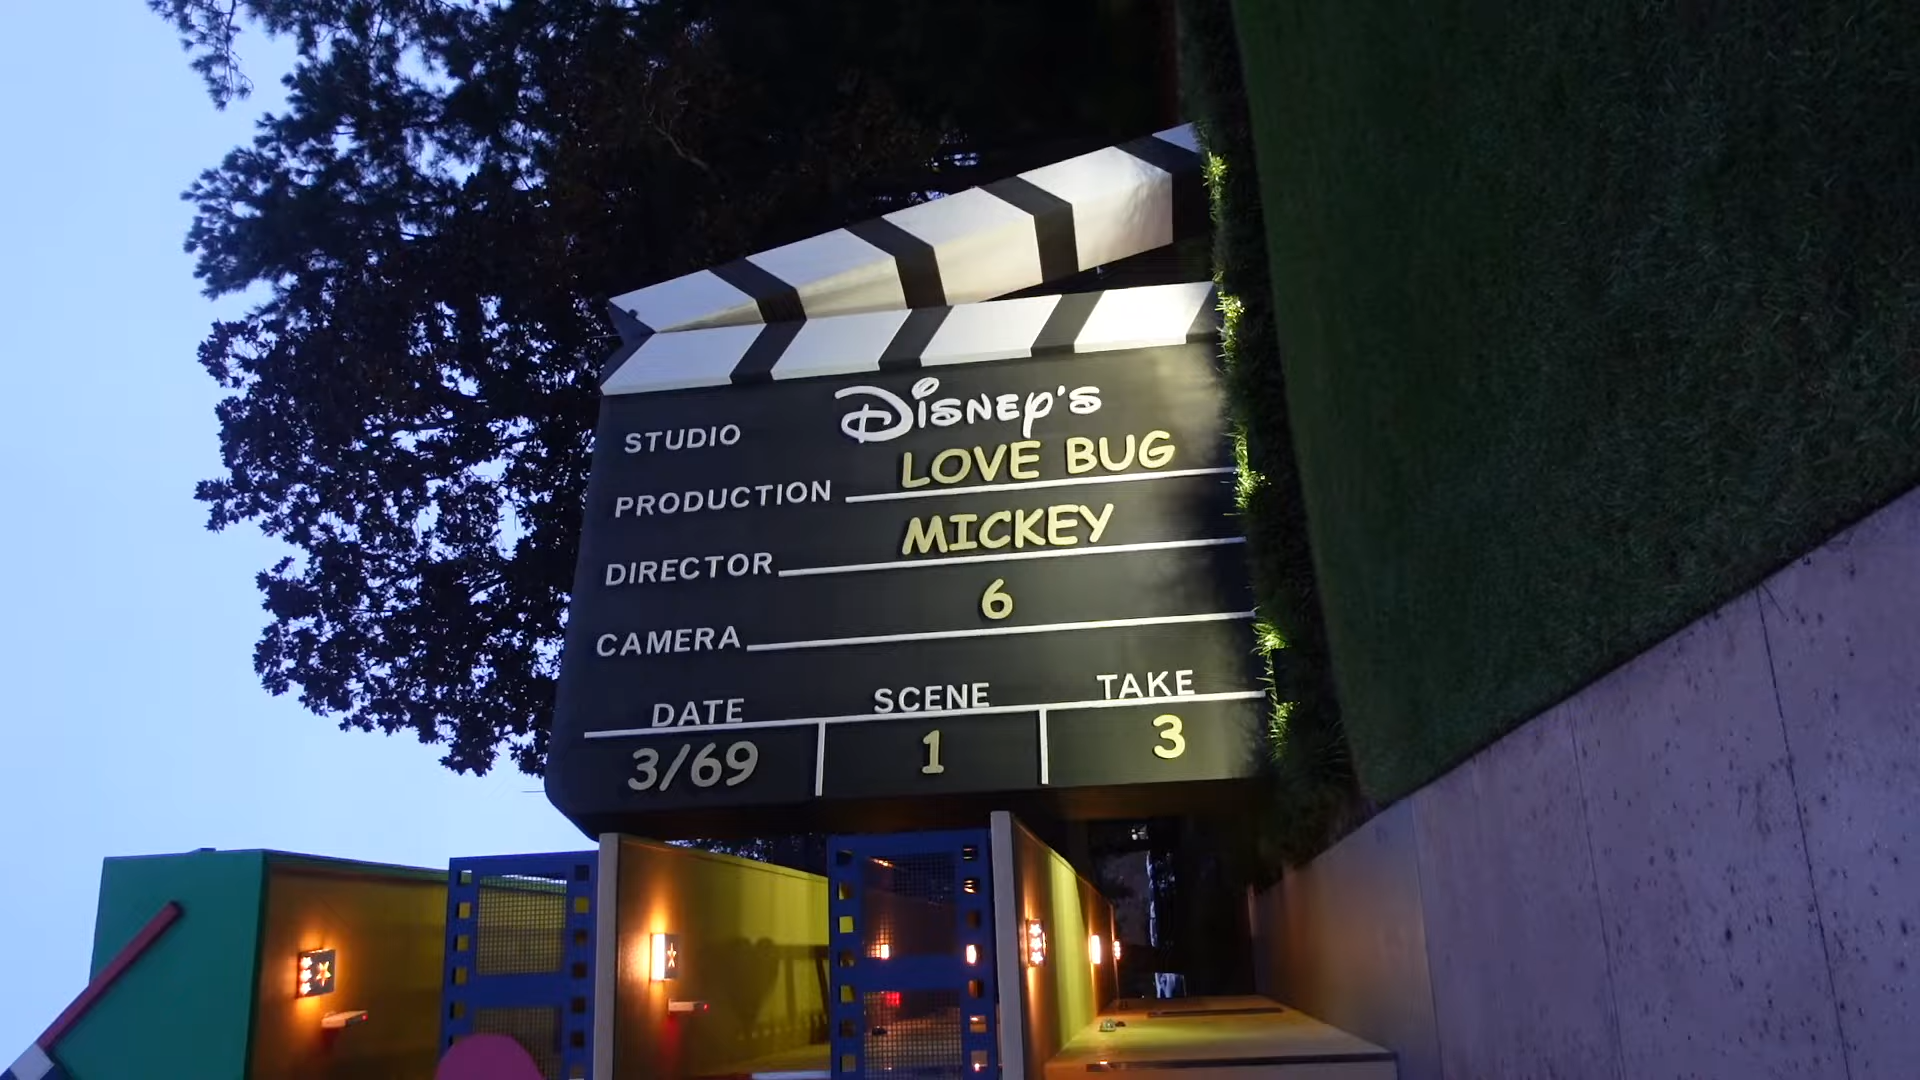 STUDIO Disney's
PRODUCTION LOVE BUG
DIRECTOR MICKEY
CAMERA 6
DATE SCENE TAKE
3/69 1 3